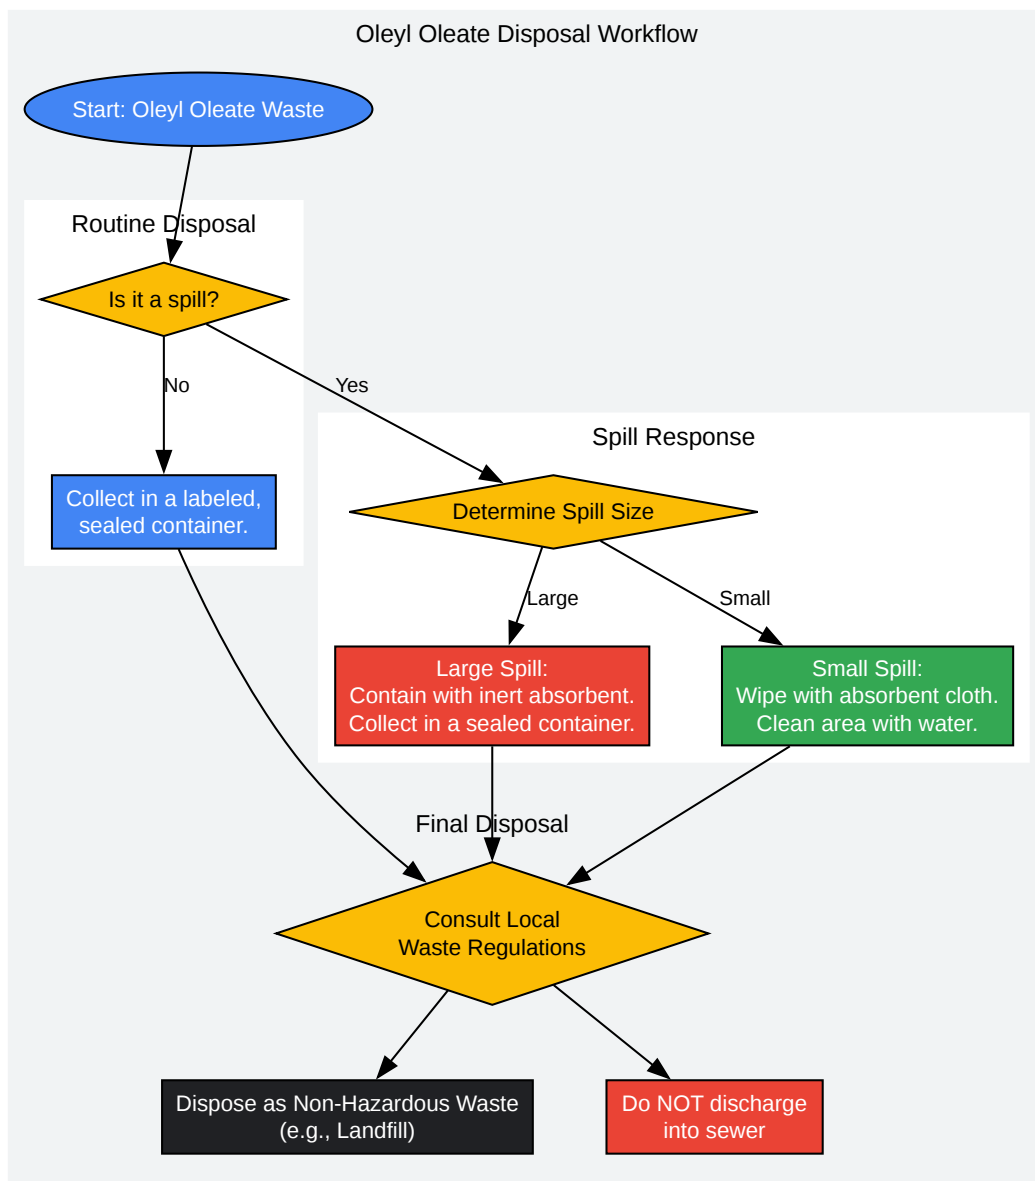 Oleyl Oleate Disposal Workflow
Start: Oleyl Oleate Waste
Routine Disposal
Is it a spill?
No
Yes
Collect in a labeled,
sealed container.
Spill Response
Determine Spill Size
Large
Small
Large Spill:
Contain with inert absorbent.
Collect in a sealed container.
Small Spill:
Wipe with absorbent cloth.
Clean area with water.
Final Disposal
Consult Local
Waste Regulations
Dispose as Non-Hazardous Waste
(e.g., Landfill)
Do NOT discharge
into sewer